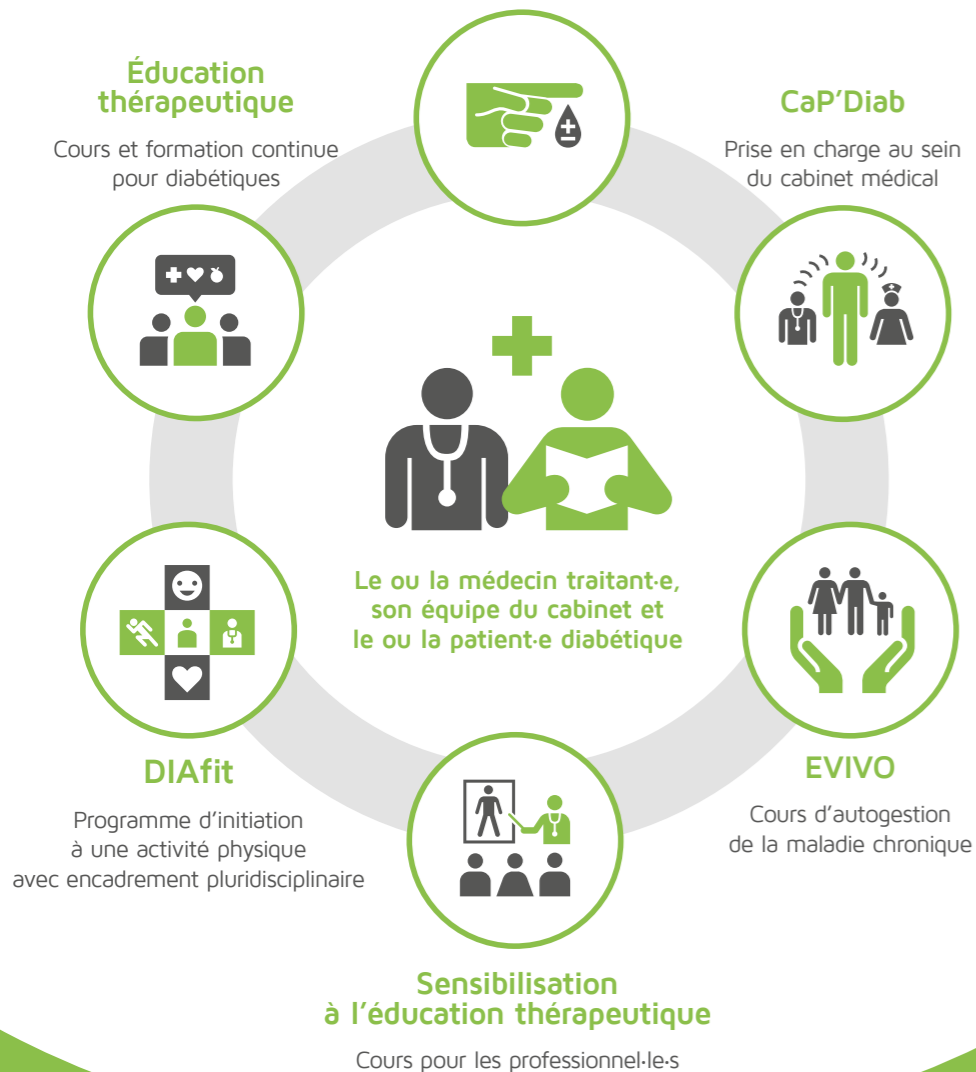 Éducation
thérapeutique
Cours et formation continue
pour diabétiques
CaP'Diab
Prise en charge au sein
du cabinet médical
Le ou la médecin traitant·e,
son équipe du cabinet et
le ou la patient·e diabétique
DIAfit
Programme d'initiation
à une activité physique
avec encadrement pluridisciplinaire
EVIVO
Cours d'autogestion
de la maladie chronique
Sensibilisation
à l'éducation thérapeutique
Cours pour les professionnel·le·s